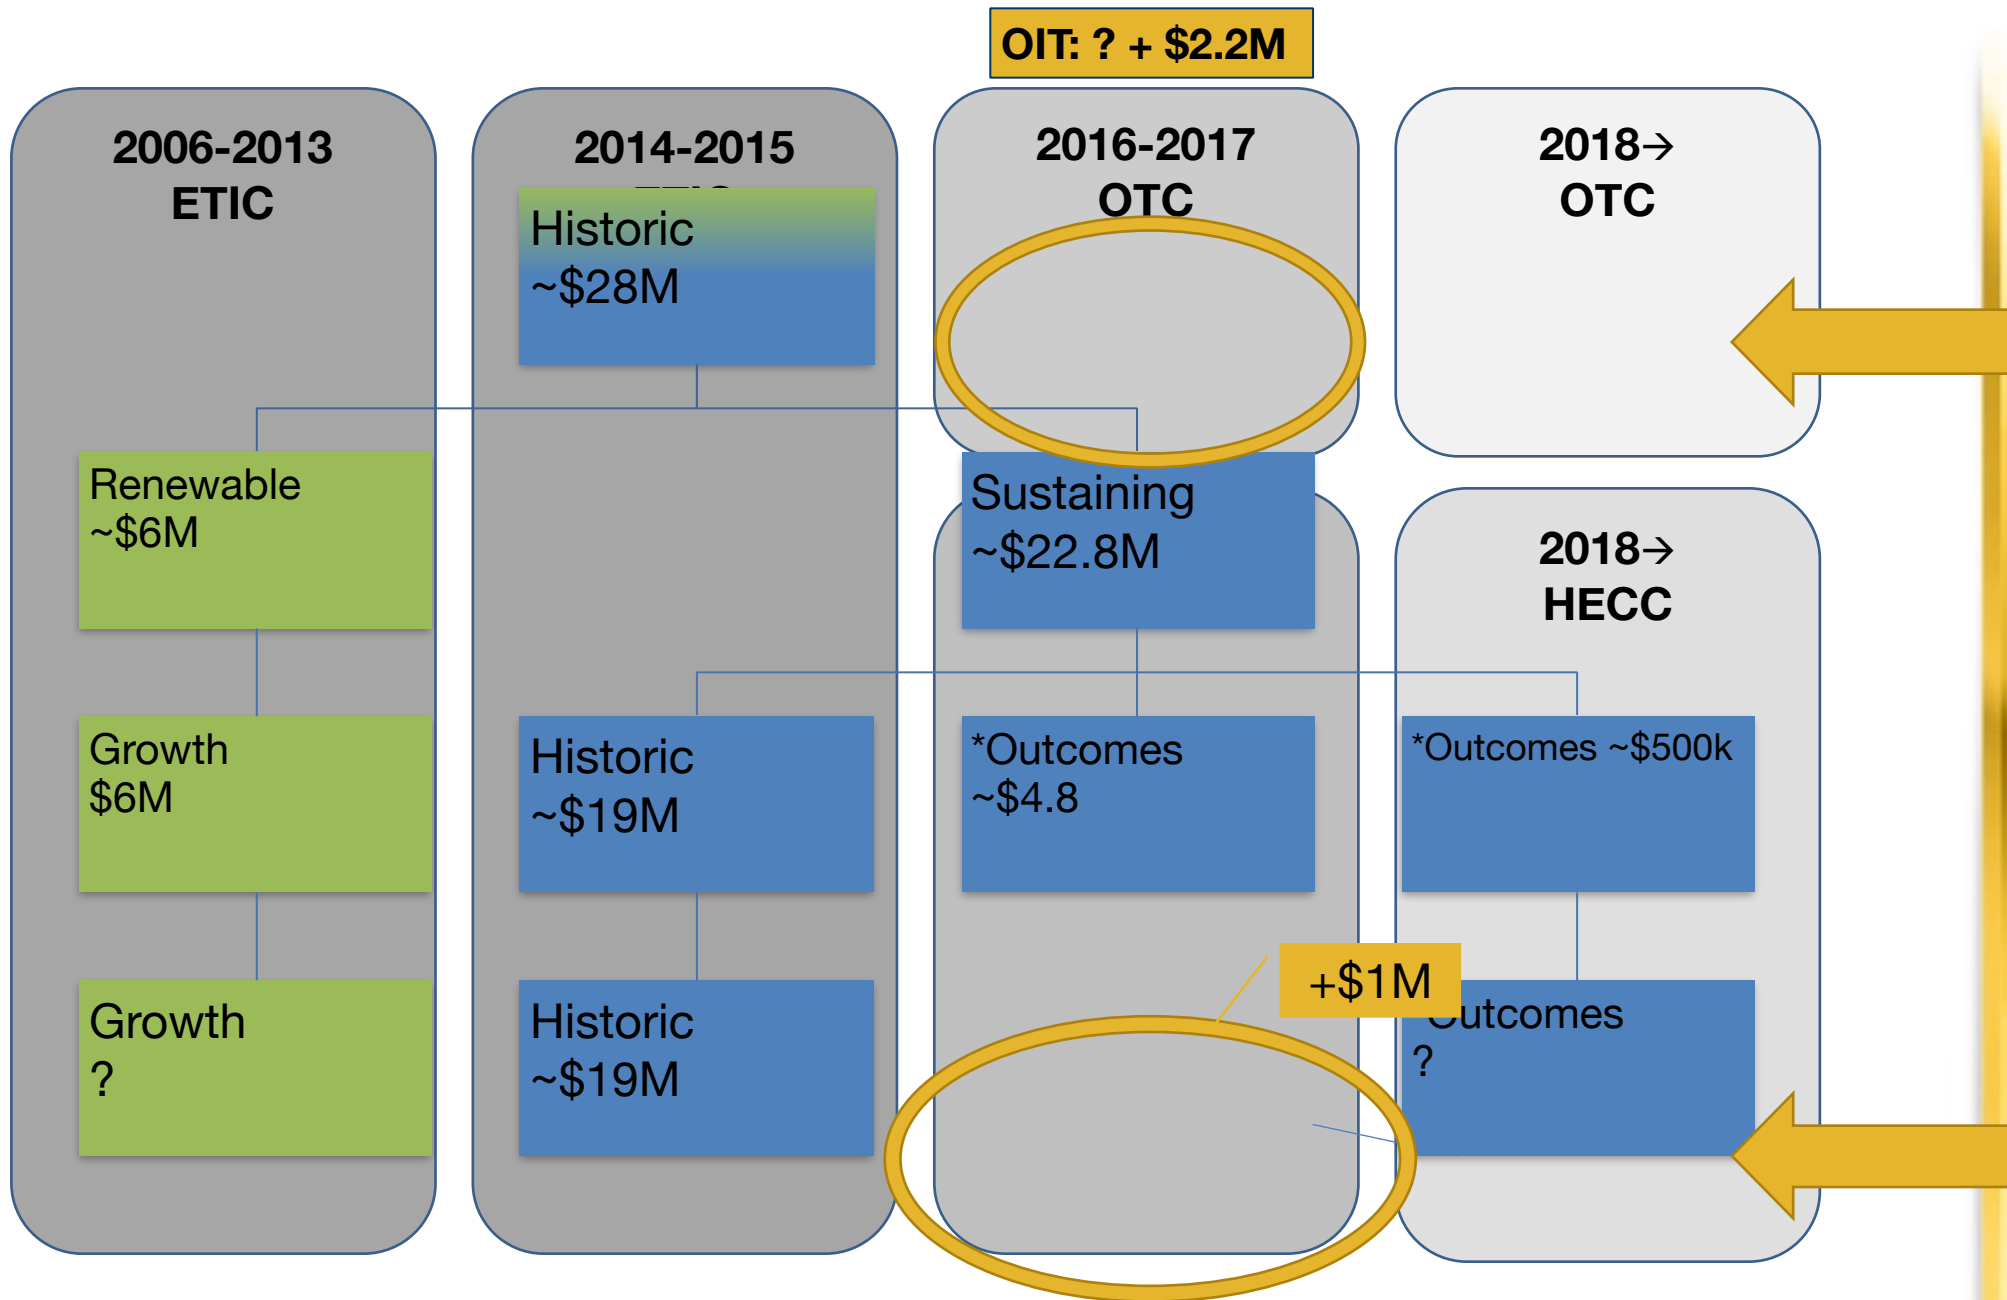 OIT: ? + $2.2M
2006-2013
ETIC
2014-2015
2016-2017
OTC
2018→
OTC
Historic
~$28M
Renewable
~$6M
Sustaining
~$22.8M
2018→
HECC
Growth
$6M
Historic
~$19M
*Outcomes
~$4.8
*Outcomes ~$500k
+$1M
Growth
?
Historic
~$19M
Outcomes
?